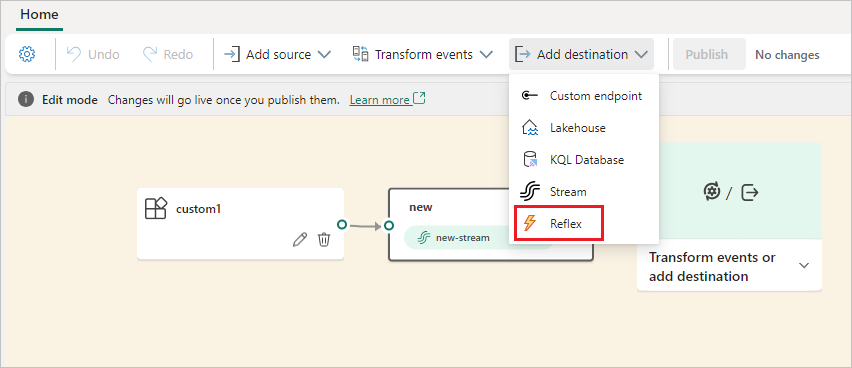 Home
Undo Redo Add source Transform events Add destination Publish No changes
Edit mode Changes will go live once you publish them. Learn more
Custom endpoint
Lakehouse
KQL Database
Stream
Reflex
custom1
new
new-stream
/
Transform events or
add destination